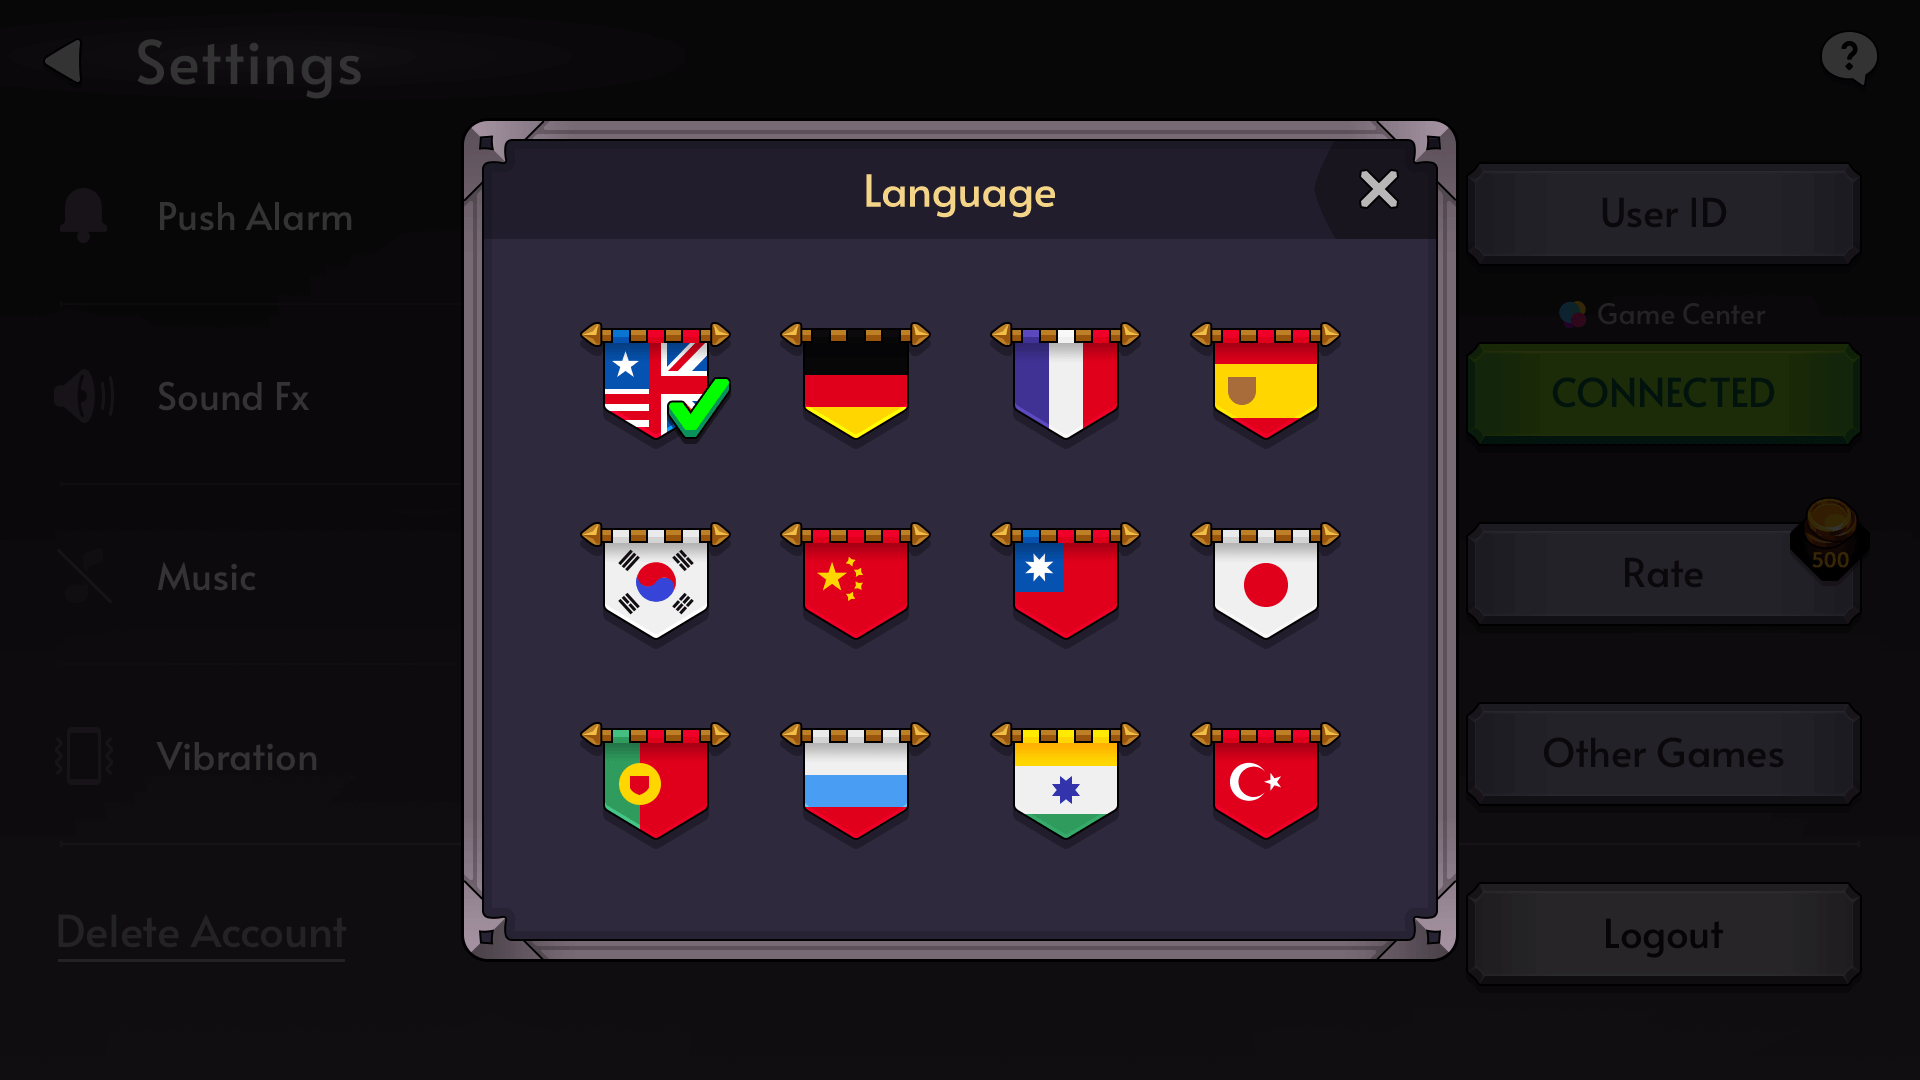 Settings
?
Language
Push Alarm
User ID
Game Center
Sound Fx
CONNECTED
500
Music
Rate
Vibration
Other Games
Delete Account
Logout